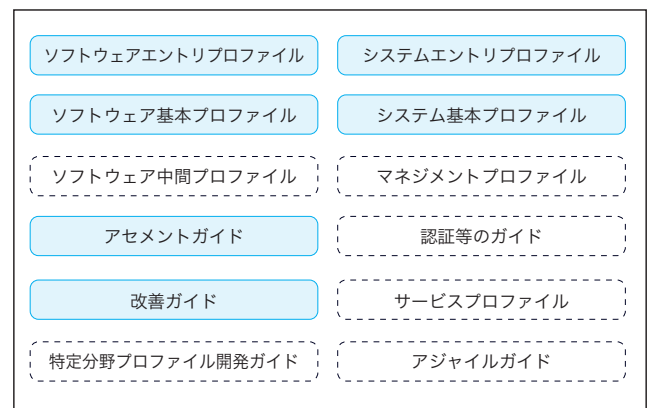 ソフトウェアエントリプロファイル
システムエントリプロファイル
ソフトウェア基本プロファイル
システム基本プロファイル
ソフトウェア中間プロファイル
マネジメントプロファイル
アセメントガイド
認証等のガイド
改善ガイド
サービスプロファイル
特定分野プロファイル開発ガイド
アジャイルガイド